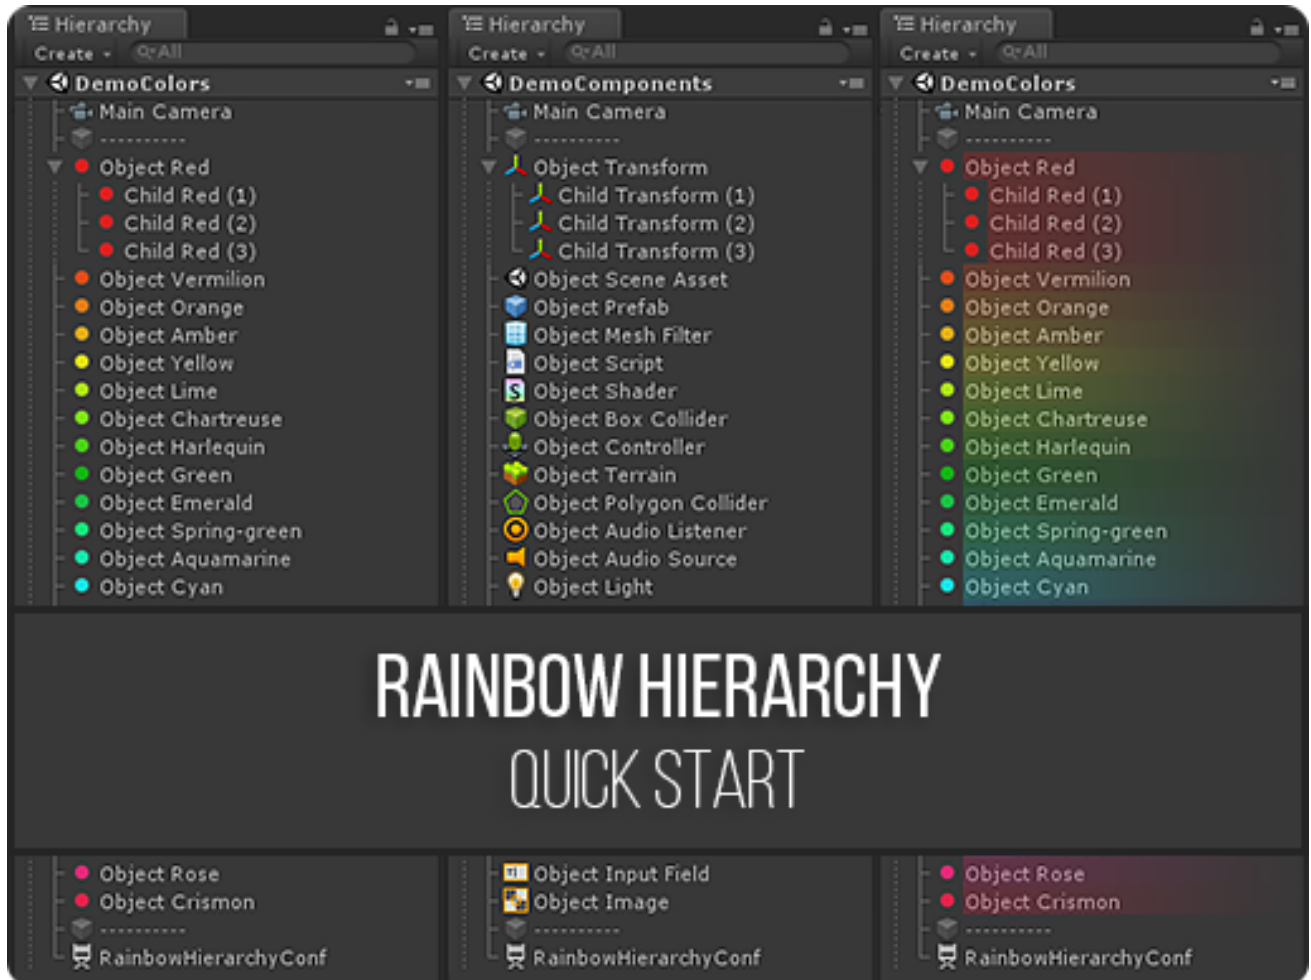 Hierarchy
Create
All
DemoColors
Main Camera
----------
Object Red
Child Red (1)
Child Red (2)
Child Red (3)
Object Vermilion
Object Orange
Object Amber
Object Yellow
Object Lime
Object Chartreuse
Object Harlequin
Object Green
Object Emerald
Object Spring-green
Object Aquamarine
Object Cyan
Hierarchy
Create
All
DemoComponents
Main Camera
----------
Object Transform
Child Transform (1)
Child Transform (2)
Child Transform (3)
Object Scene Asset
Object Prefab
Object Mesh Filter
Object Script
Object Shader
Object Box Collider
Object Controller
Object Terrain
Object Polygon Collider
Object Audio Listener
Object Audio Source
Object Light
Hierarchy
Create
All
DemoColors
Main Camera
----------
Object Red
Child Red (1)
Child Red (2)
Child Red (3)
Object Vermilion
Object Orange
Object Amber
Object Yellow
Object Lime
Object Chartreuse
Object Harlequin
Object Green
Object Emerald
Object Spring-green
Object Aquamarine
Object Cyan
RAINBOW HIERARCHY
QUICK START
Object Rose
Object Crismon
----------
RainbowHierarchyConf
Object Input Field
Object Image
----------
RainbowHierarchyConf
Object Rose
Object Crismon
----------
RainbowHierarchyConf